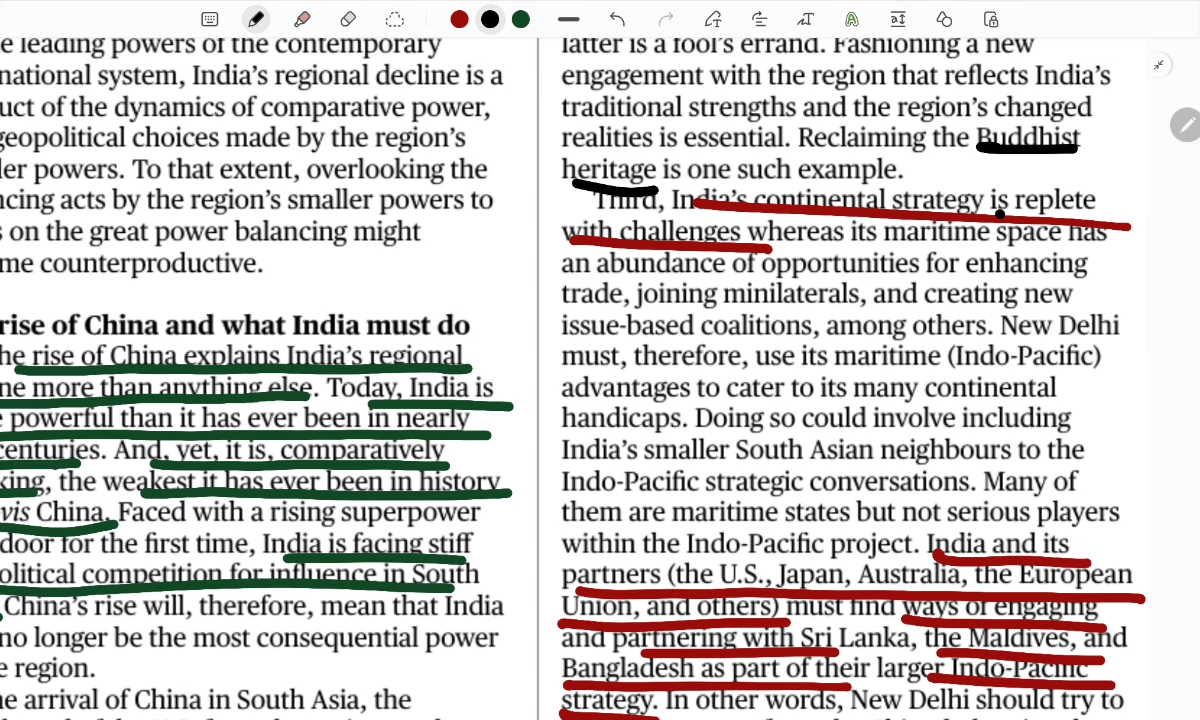 e leading powers of the contemporary
national system, India's regional decline is a
uct of the dynamics of comparative power,
geopolitical choices made by the region's
ler powers. To that extent, overlooking the
ncing acts by the region's smaller powers to
s on the great power balancing might
me counterproductive.
rise of China and what India must do
he rise of China explains India's regional
ne more than anything else. Today, India is
e powerful than it has ever been in nearly
centuries. And, yet, it is, comparatively
king, the weakest it has ever been in history
vis China. Faced with a rising superpower
door for the first time, India is facing stiff
olitical competition for influence in South
China's rise will, therefore, mean that India
no longer be the most consequential power
e region.
he arrival of China in South Asia, the
latter is a fool's errand. Fashioning a new
engagement with the region that reflects India's
traditional strengths and the region's changed
realities is essential. Reclaiming the Buddhist
heritage is one such example.
Third, India's continental strategy is replete
with challenges whereas its maritime space has
an abundance of opportunities for enhancing
trade, joining minilaterals, and creating new
issue-based coalitions, among others. New Delhi
must, therefore, use its maritime (Indo-Pacific)
advantages to cater to its many continental
handicaps. Doing so could involve including
India's smaller South Asian neighbours to the
Indo-Pacific strategic conversations. Many of
them are maritime states but not serious players
within the Indo-Pacific project. India and its
partners (the U.S., Japan, Australia, the European
Union, and others) must find ways of engaging
and partnering with Sri Lanka, the Maldives, and
Bangladesh as part of their larger Indo-Pacific
strategy. In other words, New Delhi should try to